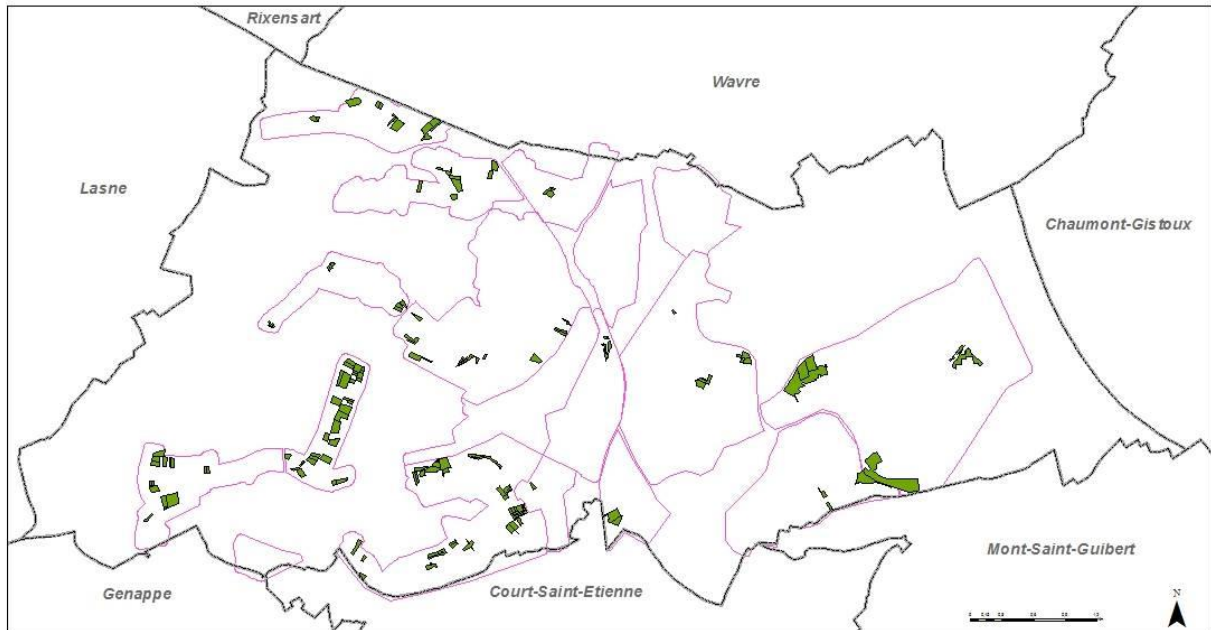 Rixensart
Wavre
Lasne
Chaumont-Gistoux
Mont-Saint-Guibert
Genappe
Court-Saint-Etienne
N